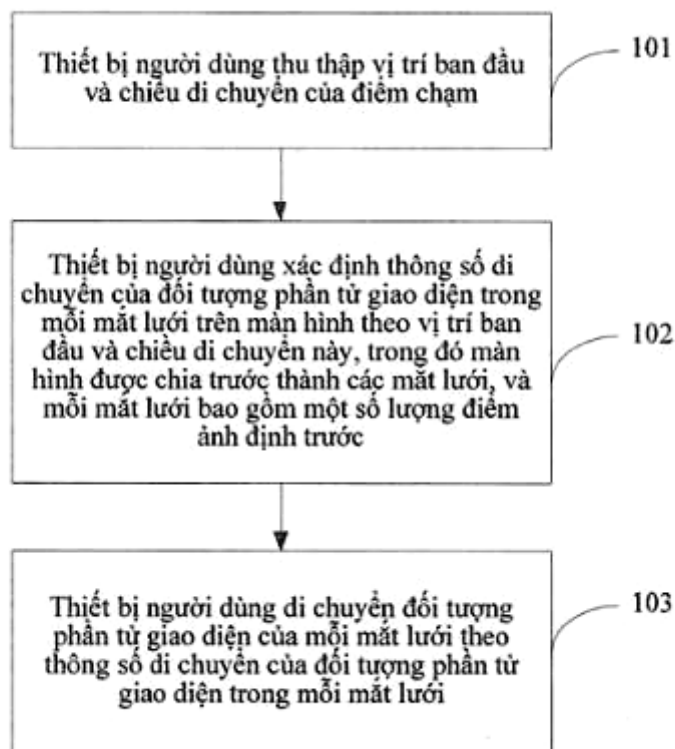 Thiết bị người dùng thu thập vị trí ban đầu
và chiều di chuyển của điểm chạm
101
Thiết bị người dùng xác định thông số di
chuyển của đối tượng phần tử giao diện trong
mỗi mắt lưới trên màn hình theo vị trí ban
đầu và chiều di chuyển này, trong đó màn
hình được chia trước thành các mắt lưới, và
mỗi mắt lưới bao gồm một số lượng điểm
ảnh định trước
102
Thiết bị người dùng di chuyển đối tượng
phần tử giao diện của mỗi mắt lưới theo
thông số di chuyển của đối tượng phần tử
giao diện trong mỗi mắt lưới
103